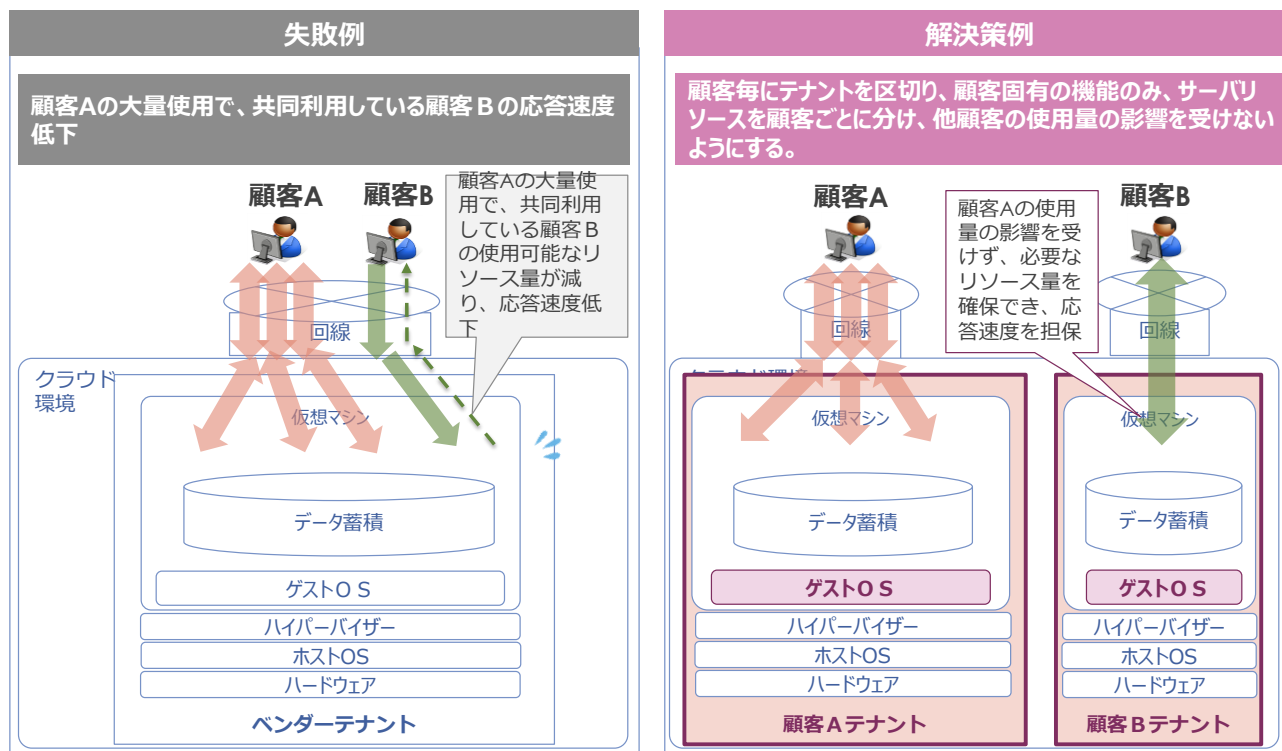 失敗例
顧客Aの大量使用で、共同利用している顧客Bの応答速度
低下
顧客A
顧客B
顧客Aの大量使
用で、共同利用
している顧客B
の使用可能なリ
ソース量が減
り、応答速度低
下
回線
クラウド
環境
仮想マシン
データ蓄積
ゲストOS
ハイパーバイザー
ホストOS
ハードウェア
ベンダーテナント
解決策例
顧客毎にテナントを区切り、顧客固有の機能のみ、サーバリ
ソースを顧客ごとに分け、他顧客の使用量の影響を受けない
ようにする。
顧客A
顧客B
顧客Aの使用
量の影響を受
けず、必要な
リソース量を
確保でき、応
答速度を担保
回線
回線
クラウド環境
仮想マシン
データ蓄積
ゲストOS
ハイパーバイザー
ホストOS
ハードウェア
顧客Aテナント
仮想マシン
データ蓄積
ゲストOS
ハイパーバイザー
ホストOS
ハードウェア
顧客Bテナント